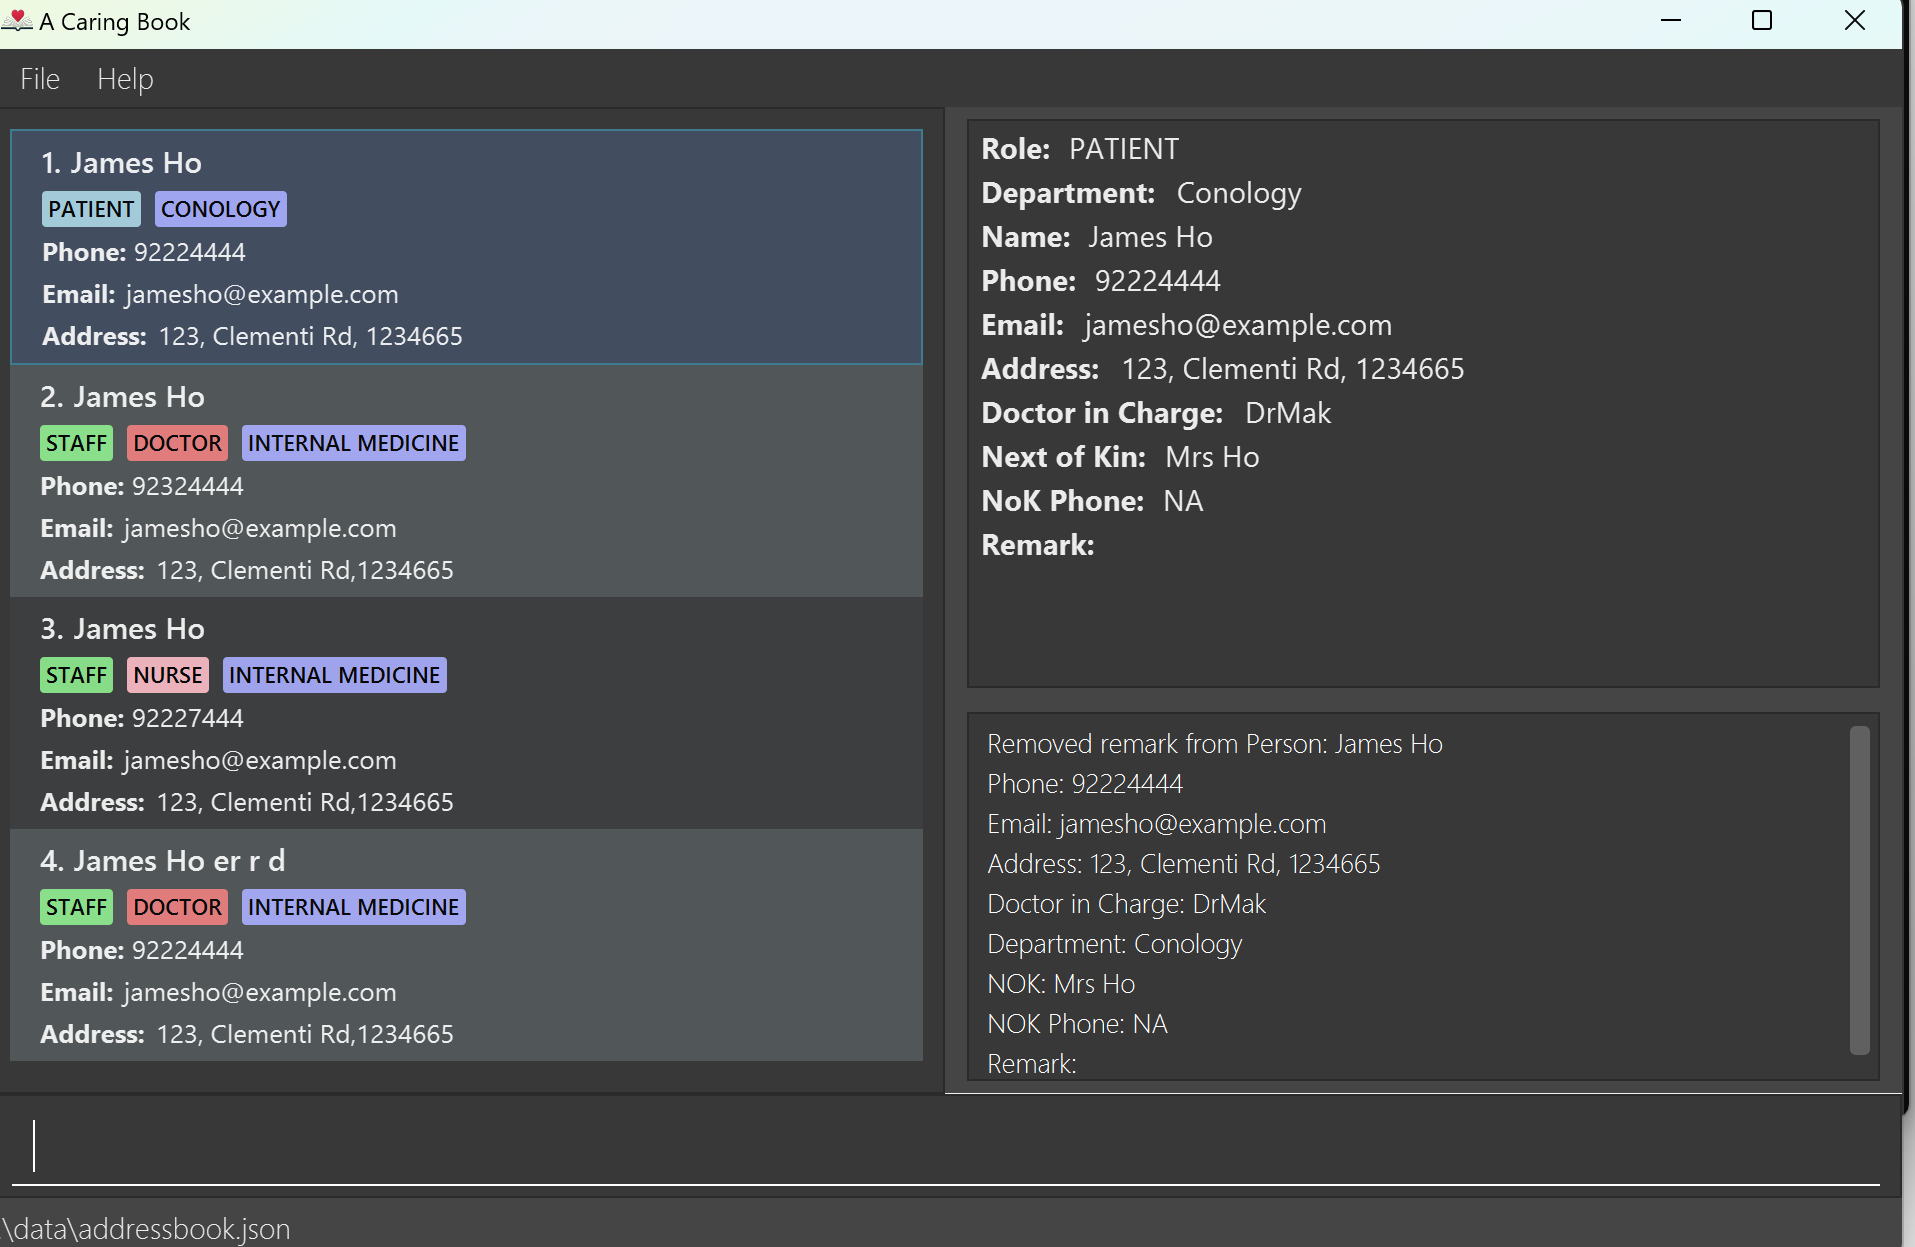 A Caring Book
File Help
1. James Ho
PATIENT CONOLOGY
Phone: 92224444
Email: jamesho@example.com
Address: 123, Clementi Rd, 1234665
2. James Ho
STAFF DOCTOR INTERNAL MEDICINE
Phone: 92324444
Email: jamesho@example.com
Address: 123, Clementi Rd,1234665
3. James Ho
STAFF NURSE INTERNAL MEDICINE
Phone: 92227444
Email: jamesho@example.com
Address: 123, Clementi Rd,1234665
4. James Ho er r d
STAFF DOCTOR INTERNAL MEDICINE
Phone: 92224444
Email: jamesho@example.com
Address: 123, Clementi Rd,1234665
Role: PATIENT
Department: Conology
Name: James Ho
Phone: 92224444
Email: jamesho@example.com
Address: 123, Clementi Rd, 1234665
Doctor in Charge: DrMak
Next of Kin: Mrs Ho
NoK Phone: NA
Remark:
Removed remark from Person: James Ho
Phone: 92224444
Email: jamesho@example.com
Address: 123, Clementi Rd, 1234665
Doctor in Charge: DrMak
Department: Conology
NOK: Mrs Ho
NOK Phone: NA
Remark:
\data\addressbook.json